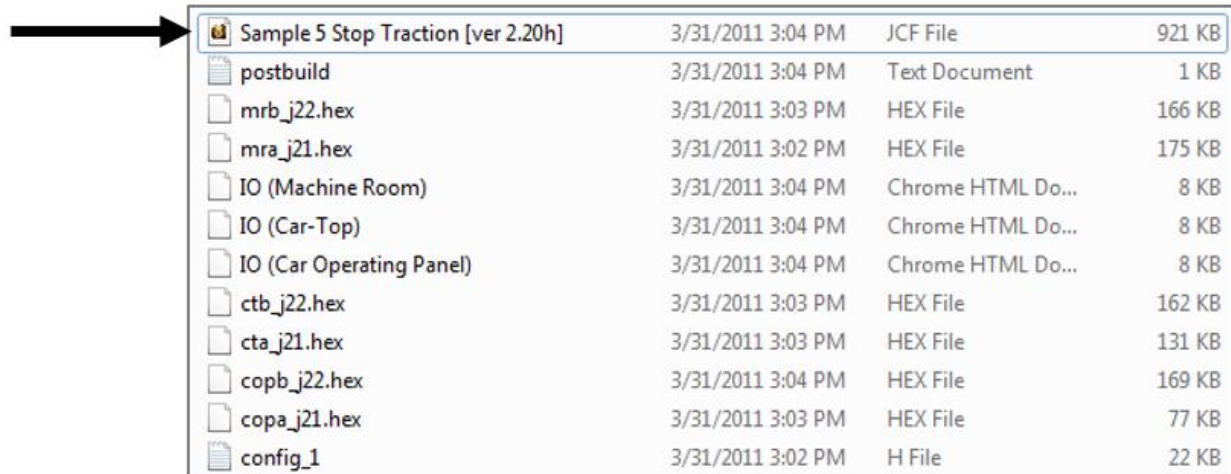 Sample 5 Stop Traction [ver 2.20h] 3/31/2011 3:04 PM JCF File 921 KB
postbuild 3/31/2011 3:04 PM Text Document 1 KB
mrb_j22.hex 3/31/2011 3:03 PM HEX File 166 KB
mra_j21.hex 3/31/2011 3:02 PM HEX File 175 KB
IO (Machine Room) 3/31/2011 3:04 PM Chrome HTML Do... 8 KB
IO (Car-Top) 3/31/2011 3:04 PM Chrome HTML Do... 8 KB
IO (Car Operating Panel) 3/31/2011 3:04 PM Chrome HTML Do... 8 KB
ctb_j22.hex 3/31/2011 3:03 PM HEX File 162 KB
cta_j21.hex 3/31/2011 3:03 PM HEX File 131 KB
copb_j22.hex 3/31/2011 3:04 PM HEX File 169 KB
copa_j21.hex 3/31/2011 3:03 PM HEX File 77 KB
config_1 3/31/2011 3:02 PM H File 22 KB